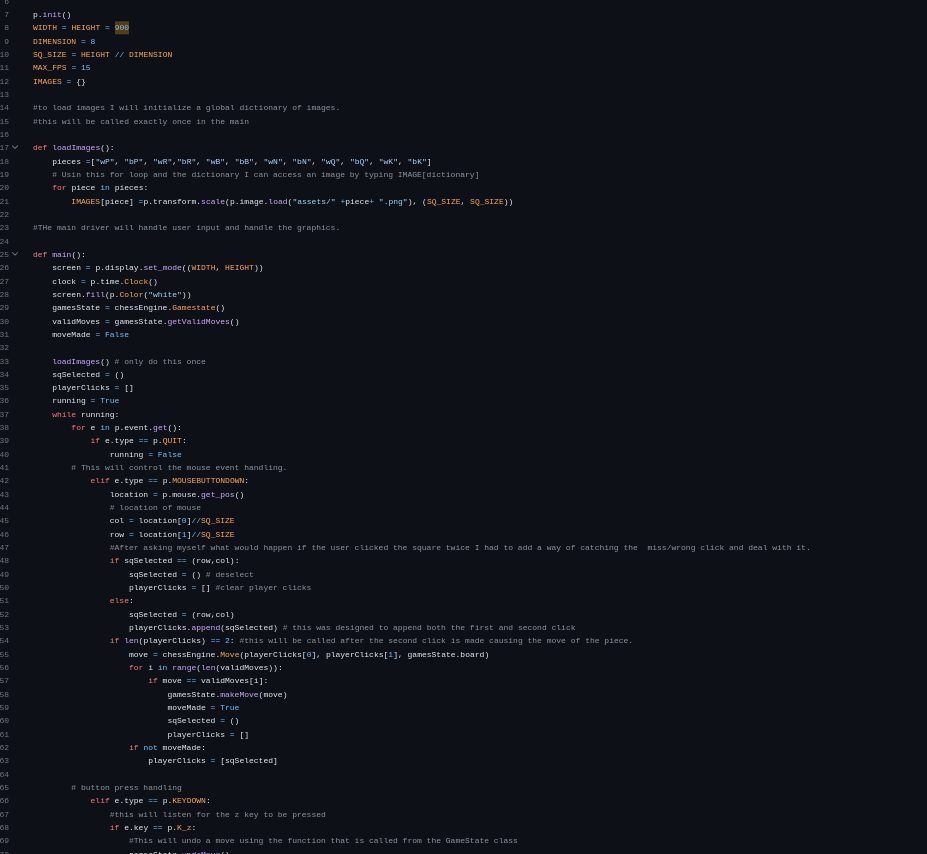 6
7 p.init()
8 WIDTH = HEIGHT = 900
9 DIMENSION = 8
10 SQ_SIZE = HEIGHT // DIMENSION
11 MAX_FPS = 15
12 IMAGES = {}
13
14 #to load images I will initialize a global dictionary of images.
15 #this will be called exactly once in the main
16
17 def loadImages():
18 pieces =["wP", "bP", "wR","bR", "wB", "bB", "wN", "bN", "wQ", "bQ", "wK", "bK"]
19 # Usin this for loop and the dictionary I can access an image by typing IMAGE[dictionary]
20 for piece in pieces:
21 IMAGES[piece] =p.transform.scale(p.image.load("assets/" +piece+ ".png"), (SQ_SIZE, SQ_SIZE))
22
23 #THe main driver will handle user input and handle the graphics.
24
25 def main():
26 screen = p.display.set_mode((WIDTH, HEIGHT))
27 clock = p.time.Clock()
28 screen.fill(p.Color("white"))
29 gamesState = chessEngine.Gamestate()
30 validMoves = gamesState.getValidMoves()
31 moveMade = False
32
33 loadImages() # only do this once
34 sqSelected = ()
35 playerClicks = []
36 running = True
37 while running:
38 for e in p.event.get():
39 if e.type == p.QUIT:
40 running = False
41 # This will control the mouse event handling.
42 elif e.type == p.MOUSEBUTTONDOWN:
43 location = p.mouse.get_pos()
44 # location of mouse
45 col = location[0]//SQ_SIZE
46 row = location[1]//SQ_SIZE
47 #After asking myself what would happen if the user clicked the square twice I had to add a way of catching the  miss/wrong click and deal with it.
48 if sqSelected == (row,col):
49 sqSelected = () # deselect
50 playerClicks = [] #clear player clicks
51 else:
52 sqSelected = (row,col)
53 playerClicks.append(sqSelected) # this was designed to append both the first and second click
54 if len(playerClicks) == 2: #this will be called after the second click is made causing the move of the piece.
55 move = chessEngine.Move(playerClicks[0], playerClicks[1], gamesState.board)
56 for i in range(len(validMoves)):
57 if move == validMoves[i]:
58 gamesState.makeMove(move)
59 moveMade = True
60 sqSelected = ()
61 playerClicks = []
62 if not moveMade:
63 playerClicks = [sqSelected]
64
65 # button press handling
66 elif e.type == p.KEYDOWN:
67 #this will listen for the z key to be pressed
68 if e.key == p.K_z:
69 #This will undo a move using the function that is called from the GameState class